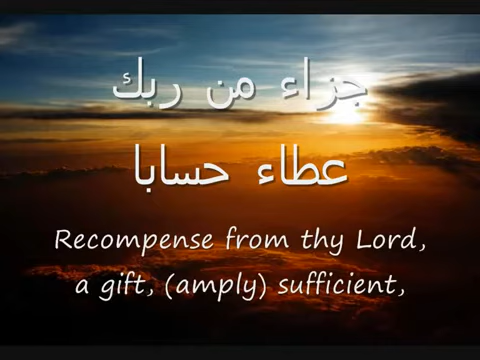 جزاء من ربك
عطاء حسابا
Recompense from thy Lord,
a gift, (amply) sufficient,